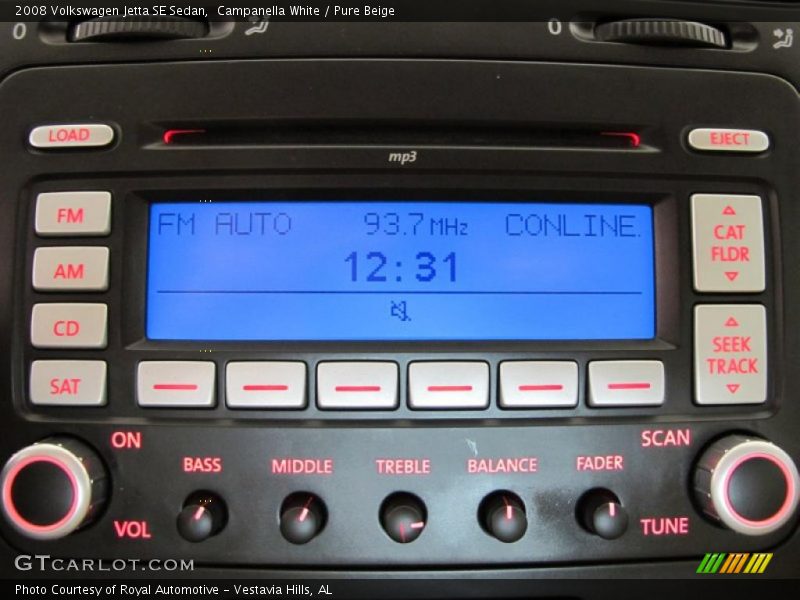 2008 Volkswagen Jetta SE Sedan,  Campanella White / Pure Beige
0
0
LOAD
EJECT
mp3
FM
AM
CD
SAT
FM AUTO 93.7 MHz CONLINE.
12:31
CAT
FLDR
SEEK
TRACK
ON
SCAN
BASS
MIDDLE
TREBLE
BALANCE
FADER
VOL
TUNE
GTCARLOT.COM
Photo Courtesy of Royal Automotive – Vestavia Hills, AL